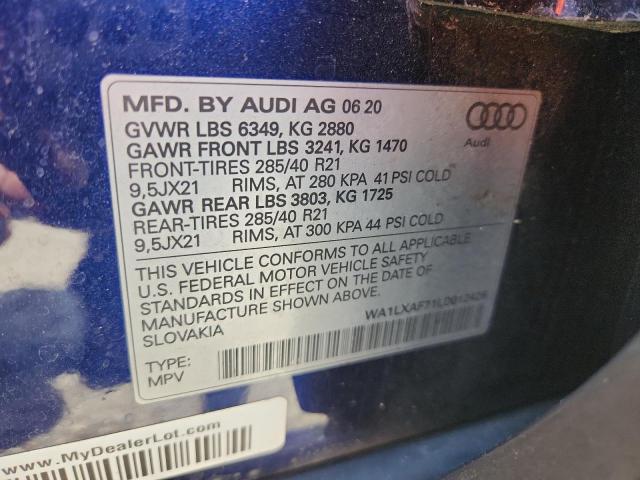 MFD. BY AUDI AG 06 20
GVWR LBS 6349, KG 2880
GAWR FRONT LBS 3241, KG 1470
FRONT-TIRES 285/40 R21
9,5JX21 RIMS, AT 280 KPA 41 PSI COLD
GAWR REAR LBS 3803, KG 1725
REAR-TIRES 285/40 R21
9,5JX21 RIMS, AT 300 KPA 44 PSI COLD
Audi
THIS VEHICLE CONFORMS TO ALL APPLICABLE
U.S. FEDERAL MOTOR VEHICLE SAFETY
STANDARDS IN EFFECT ON THE DATE OF
MANUFACTURE SHOWN ABOVE.
SLOVAKIA
TYPE:
MPV
www.MyDealerLot.com